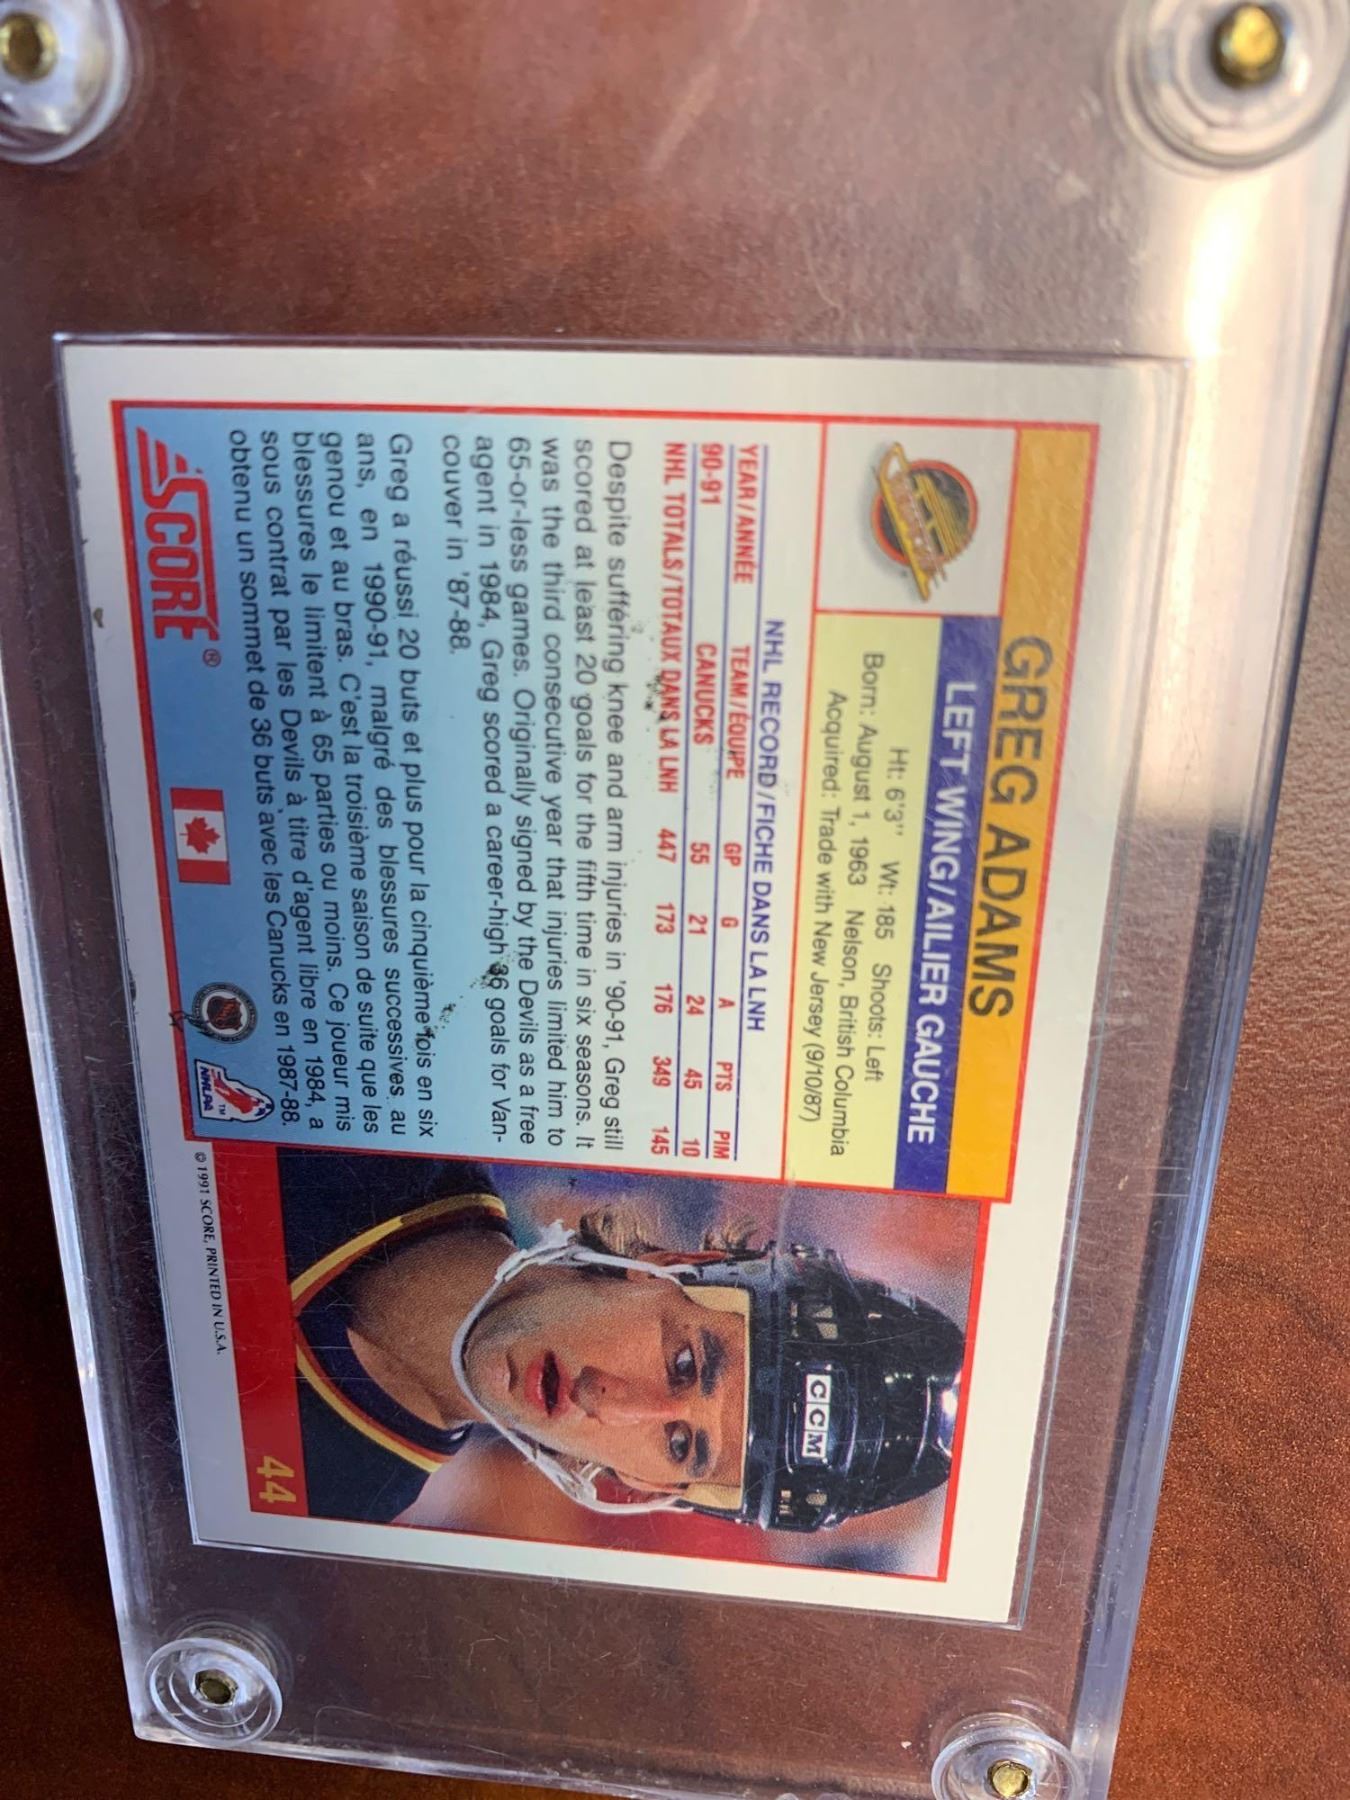 GREG ADAMS
LEFT WING/AILIER GAUCHE
Ht: 6'3" Wt: 185 Shoots: Left
Born: August 1, 1963 Nelson, British Columbia
Acquired: Trade with New Jersey (9/10/87)
NHL RECORD/FICHE DANS LA LNH
YEAR/ANNÉE TEAM/ÉQUIPE GP G A PTS PIM
90-91 CANUCKS 55 21 24 45 10
NHL TOTALS/TOTAUX DANS LA LNH 447 173 176 349 145
Despite suffering knee and arm injuries in '90-91, Greg still
scored at least 20 goals for the fifth time in six seasons. It
was the third consecutive year that injuries limited him to
65-or-less games. Originally signed by the Devils as a free
agent in 1984, Greg scored a career-high 36 goals for Van-
couver in '87-88.
Greg a réussi 20 buts et plus pour la cinquième fois en six
ans, en 1990-91, malgré des blessures successives au
genou et au bras. C'est la troisième saison de suite que les
blessures le limitent à 65 parties ou moins. Ce joueur mis
sous contrat par les Devils à titre d'agent libre en 1984, a
obtenu un sommet de 36 buts avec les Canucks en 1987-88.
SCORE®
NHLPA
TM
© 1991 SCORE, PRINTED IN U.S.A.
44
CCM